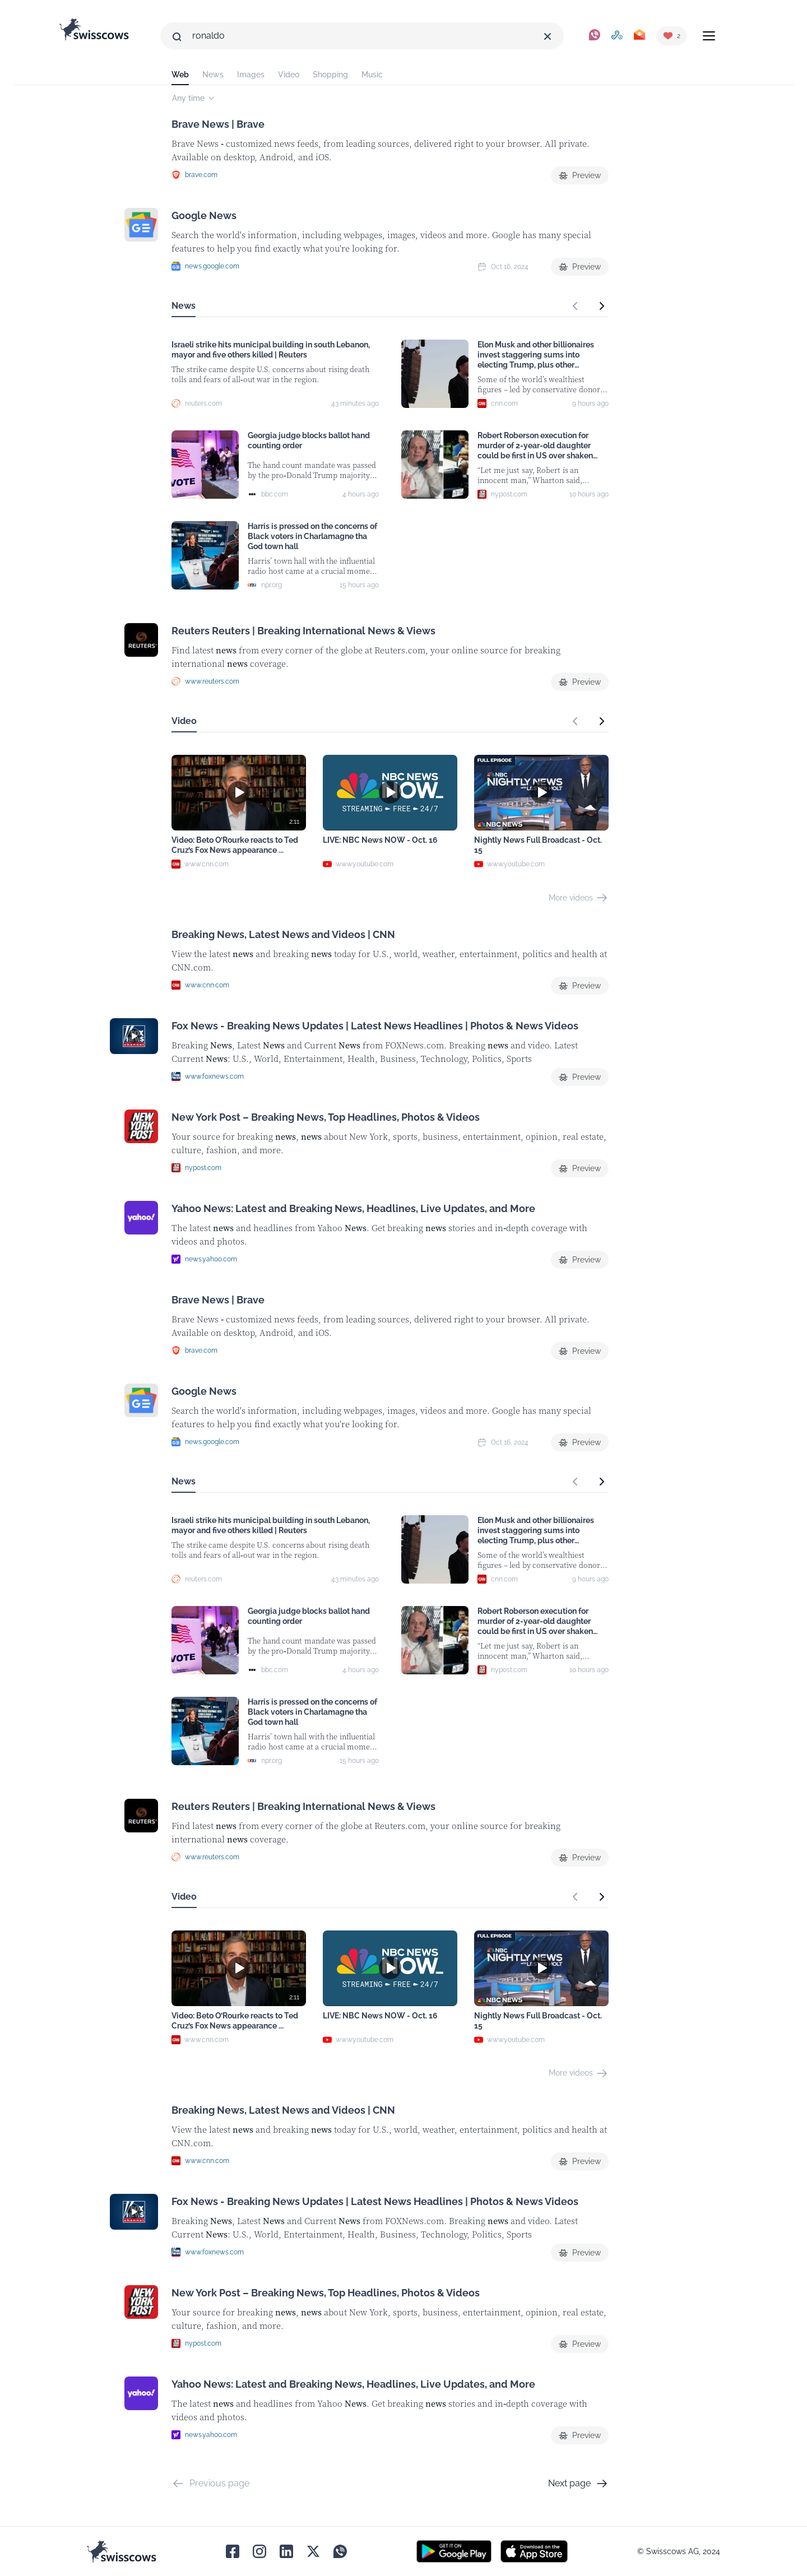 swisscows
ronaldo
2
Web News Images Video Shopping Music
Any time
Brave News | Brave
Brave News - customized news feeds, from leading sources, delivered right to your browser. All private.
Available on desktop, Android, and iOS.
brave.com
Preview
Google News
Search the world's information, including webpages, images, videos and more. Google has many special
features to help you find exactly what you're looking for.
news.google.com
Oct 16, 2024
Preview
News
Israeli strike hits municipal building in south Lebanon,
mayor and five others killed | Reuters
The strike came despite U.S. concerns about rising death
tolls and fears of all-out war in the region.
reuters.com
43 minutes ago
Elon Musk and other billionaires
invest staggering sums into
electing Trump, plus other...
Some of the world's wealthiest
figures – led by conservative donor...
cnn.com
9 hours ago
VOTE
Georgia judge blocks ballot hand
counting order
The hand count mandate was passed
by the pro-Donald Trump majority...
bbc.com
4 hours ago
Robert Roberson execution for
murder of 2-year-old daughter
could be first in US over shaken...
"Let me just say, Robert is an
innocent man," Wharton said,...
nypost.com
10 hours ago
Harris is pressed on the concerns of
Black voters in Charlamagne tha
God town hall
Harris' town hall with the influential
radio host came at a crucial mome...
npr.org
15 hours ago
REUTERS
Reuters Reuters | Breaking International News & Views
Find latest news from every corner of the globe at Reuters.com, your online source for breaking
international news coverage.
www.reuters.com
Preview
Video
2:11
Video: Beto O'Rourke reacts to Ted
Cruz's Fox News appearance ...
www.cnn.com
NBC NEWS
NOW
STREAMING FREE 24/7
LIVE: NBC News NOW - Oct. 16
www.youtube.com
FULL EPISODE
NBC
NIGHTLY NEWS
NBC NEWS
Nightly News Full Broadcast - Oct.
15
www.youtube.com
More videos
Breaking News, Latest News and Videos | CNN
View the latest news and breaking news today for U.S., world, weather, entertainment, politics and health at
CNN.com.
www.cnn.com
Preview
Fox News - Breaking News Updates | Latest News Headlines | Photos & News Videos
Breaking News, Latest News and Current News from FOXNews.com. Breaking news and video. Latest
Current News: U.S., World, Entertainment, Health, Business, Technology, Politics, Sports
www.foxnews.com
Preview
NEW YORK POST
New York Post – Breaking News, Top Headlines, Photos & Videos
Your source for breaking news, news about New York, sports, business, entertainment, opinion, real estate,
culture, fashion, and more.
nypost.com
Preview
yahoo!
Yahoo News: Latest and Breaking News, Headlines, Live Updates, and More
The latest news and headlines from Yahoo News. Get breaking news stories and in-depth coverage with
videos and photos.
news.yahoo.com
Preview
Brave News | Brave
Brave News - customized news feeds, from leading sources, delivered right to your browser. All private.
Available on desktop, Android, and iOS.
brave.com
Preview
Google News
Search the world's information, including webpages, images, videos and more. Google has many special
features to help you find exactly what you're looking for.
news.google.com
Oct 16, 2024
Preview
News
Israeli strike hits municipal building in south Lebanon,
mayor and five others killed | Reuters
The strike came despite U.S. concerns about rising death
tolls and fears of all-out war in the region.
reuters.com
43 minutes ago
Elon Musk and other billionaires
invest staggering sums into
electing Trump, plus other...
Some of the world's wealthiest
figures – led by conservative donor...
cnn.com
9 hours ago
VOTE
Georgia judge blocks ballot hand
counting order
The hand count mandate was passed
by the pro-Donald Trump majority...
bbc.com
4 hours ago
Robert Roberson execution for
murder of 2-year-old daughter
could be first in US over shaken...
"Let me just say, Robert is an
innocent man," Wharton said,...
nypost.com
10 hours ago
Harris is pressed on the concerns of
Black voters in Charlamagne tha
God town hall
Harris' town hall with the influential
radio host came at a crucial mome...
npr.org
15 hours ago
REUTERS
Reuters Reuters | Breaking International News & Views
Find latest news from every corner of the globe at Reuters.com, your online source for breaking
international news coverage.
www.reuters.com
Preview
Video
2:11
Video: Beto O'Rourke reacts to Ted
Cruz's Fox News appearance ...
www.cnn.com
NBC NEWS
NOW
STREAMING FREE 24/7
LIVE: NBC News NOW - Oct. 16
www.youtube.com
FULL EPISODE
NBC
NIGHTLY NEWS
NBC NEWS
Nightly News Full Broadcast - Oct.
15
www.youtube.com
More videos
Breaking News, Latest News and Videos | CNN
View the latest news and breaking news today for U.S., world, weather, entertainment, politics and health at
CNN.com.
www.cnn.com
Preview
Fox News - Breaking News Updates | Latest News Headlines | Photos & News Videos
Breaking News, Latest News and Current News from FOXNews.com. Breaking news and video. Latest
Current News: U.S., World, Entertainment, Health, Business, Technology, Politics, Sports
www.foxnews.com
Preview
NEW YORK POST
New York Post – Breaking News, Top Headlines, Photos & Videos
Your source for breaking news, news about New York, sports, business, entertainment, opinion, real estate,
culture, fashion, and more.
nypost.com
Preview
yahoo!
Yahoo News: Latest and Breaking News, Headlines, Live Updates, and More
The latest news and headlines from Yahoo News. Get breaking news stories and in-depth coverage with
videos and photos.
news.yahoo.com
Preview
Previous page
Next page
swisscows
GET IT ON
Google Play
Download on the
App Store
© Swisscows AG, 2024